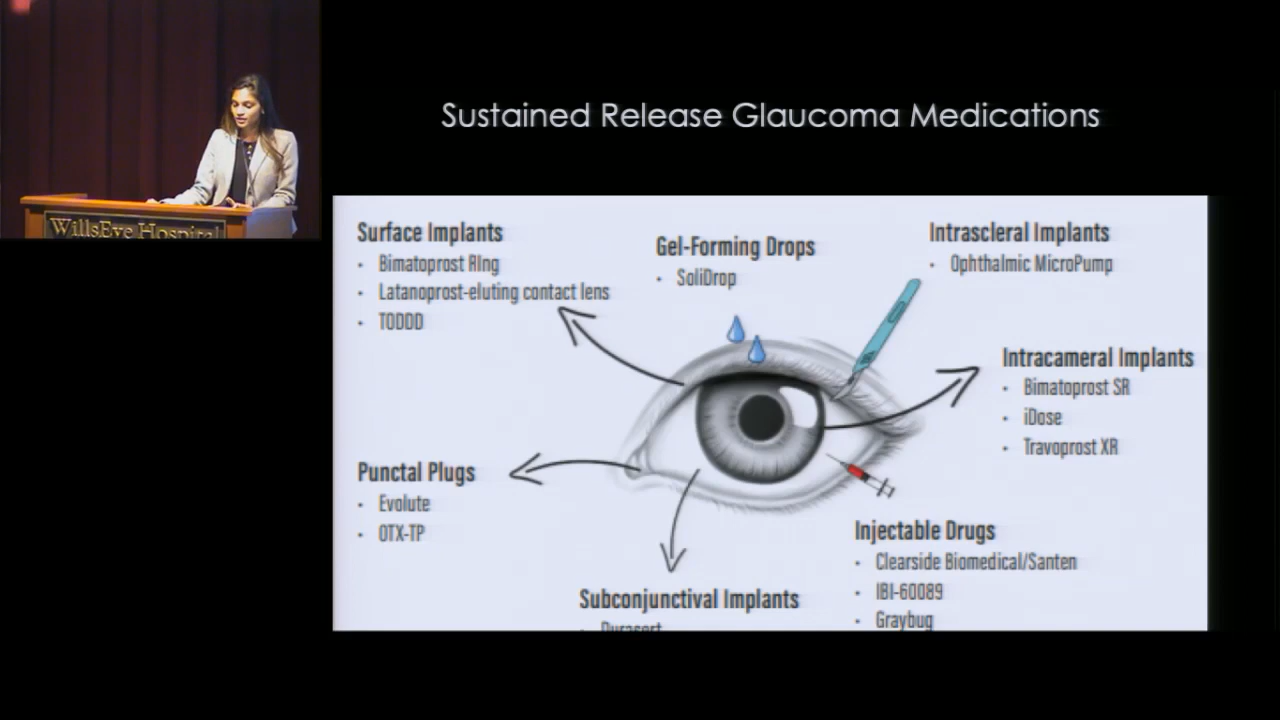 Sustained Release Glaucoma Medications
WillsEye Hospital
Surface Implants
• Bimatoprost RIng
• Latanoprost-eluting contact lens
• TODDD
Gel-Forming Drops
• SoliDrop
Intrascleral Implants
• Ophthalmic MicroPump
Intracameral Implants
• Bimatoprost SR
• iDose
• Travoprost XR
Punctal Plugs
• Evolute
• OTX-TP
Subconjunctival Implants
• Durasert
Injectable Drugs
• Clearside Biomedical/Santen
• IBI-60089
• Graybug